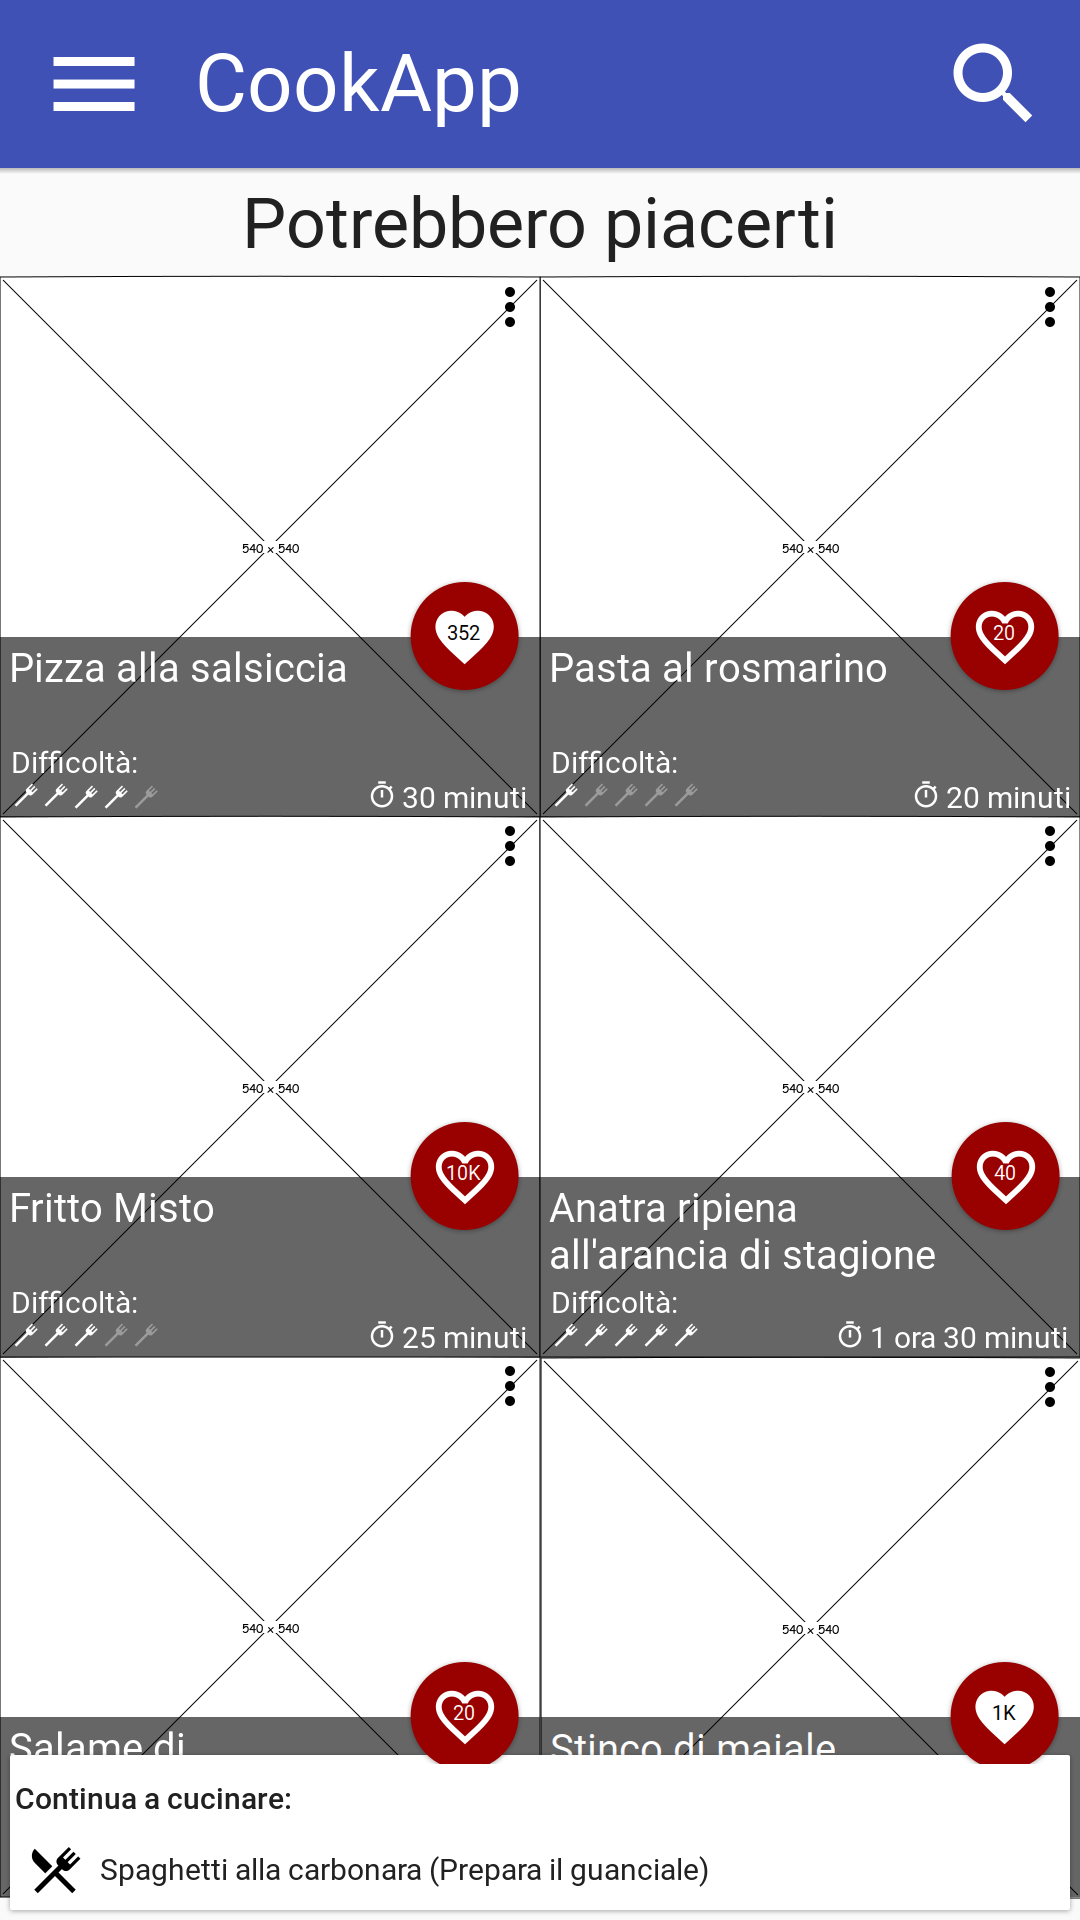 CookApp
Potrebbero piacerti
540 × 540
540 × 540
352
20
Pizza alla salsiccia
Pasta al rosmarino
Difficoltà:
30 minuti
Difficoltà:
20 minuti
540 × 540
540 × 540
10K
40
Fritto Misto
Anatra ripiena
all'arancia di stagione
Difficoltà:
25 minuti
Difficoltà:
1 ora 30 minuti
540 × 540
540 × 540
20
1K
Salame di
Stinco di maiale
Continua a cucinare:
Spaghetti alla carbonara (Prepara il guanciale)